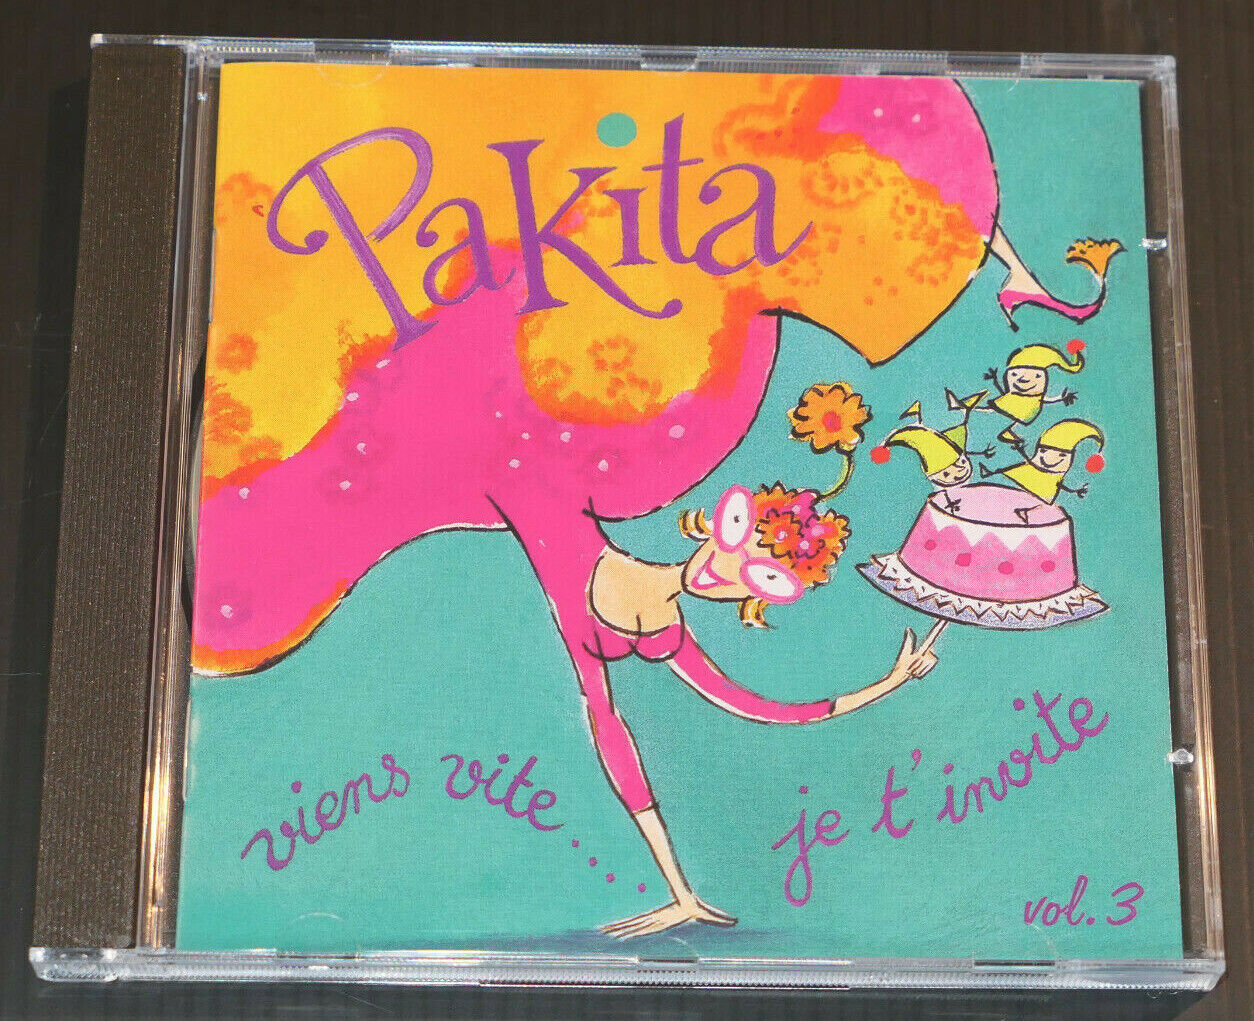 Pakita
viens vite....
je t'invite
vol. 3